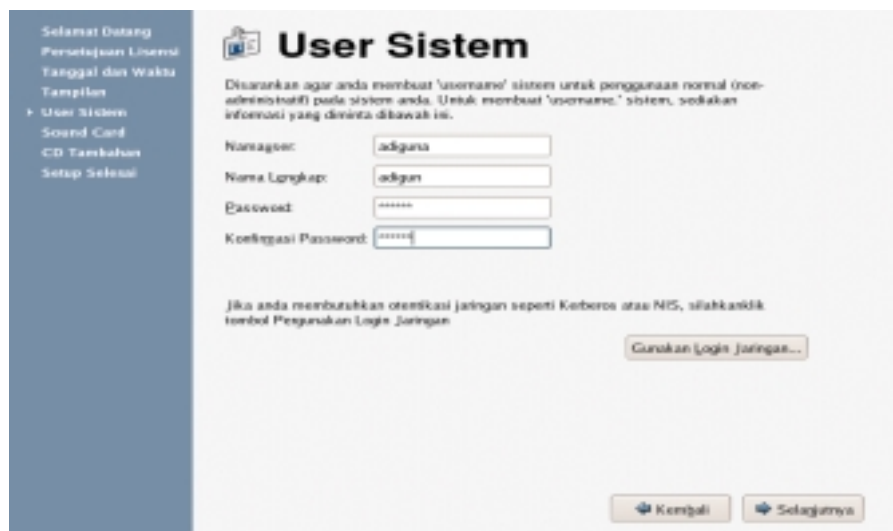 Selamat Datang
Persetujuan Lisensi
Tanggal dan Waktu
Tampilan
User Sistem
Sound Card
CD Tambahan
Setup Selesai
User Sistem
Disarankan agar anda membuat 'username' sistem untuk penggunaan normal (non-
administratif) pada sistem anda. Untuk membuat 'username,' sistem, sediakan
informasi yang diminta dibawah ini.
Namauser: adiguna
Nama Lengkap: adigun
Password: ******
Konfirmasi Password: ******
Jika anda membutuhkan otentikasi jaringan seperti Kerberos atau NIS, silahkanklik
tombol Pergunakan Login Jaringan
Gunakan Login Jaringan...
Kembali
Selanjutnya